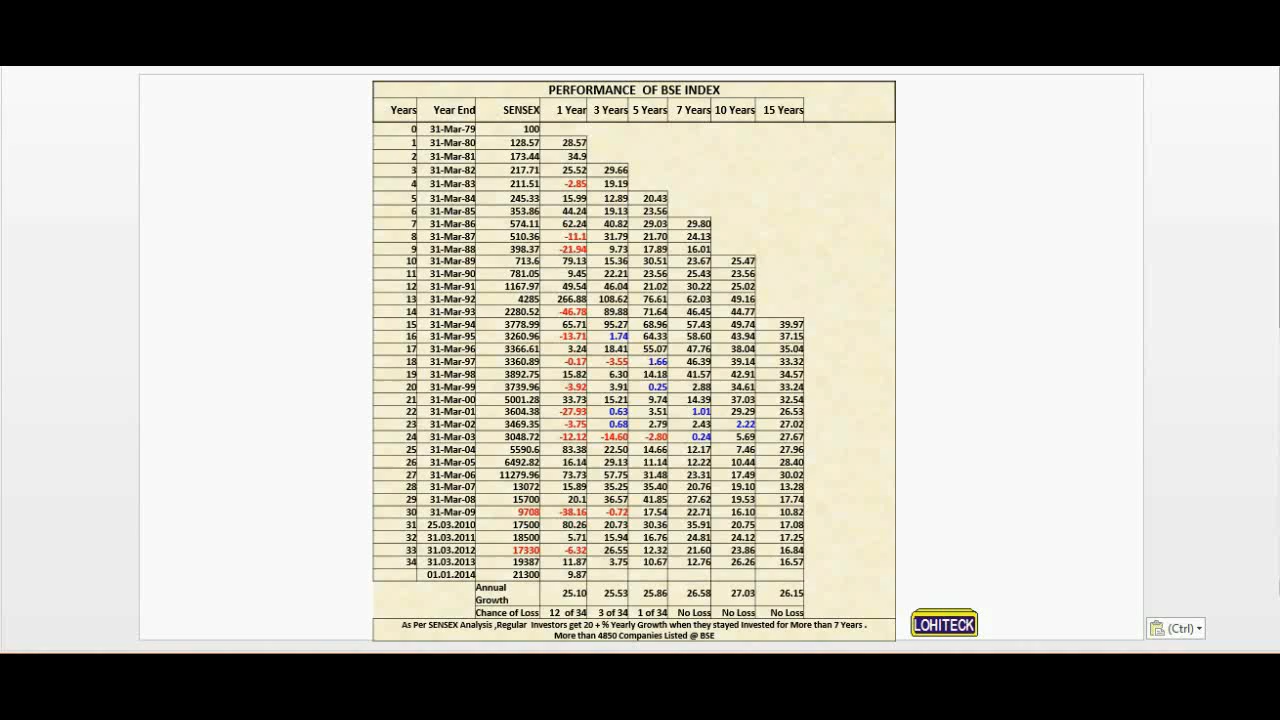 PERFORMANCE OF BSE INDEX
Years Year End SENSEX 1 Year 3 Years 5 Years 7 Years 10 Years 15 Years
0 31-Mar-79 100
1 31-Mar-80 128.57 28.57
2 31-Mar-81 173.44 34.9
3 31-Mar-82 217.71 25.52 29.66
4 31-Mar-83 211.51 -2.85 19.19
5 31-Mar-84 245.33 15.99 12.89 20.43
6 31-Mar-85 353.86 44.24 19.13 23.56
7 31-Mar-86 574.11 62.24 40.82 29.03 29.80
8 31-Mar-87 510.36 -11.1 31.79 21.70 24.13
9 31-Mar-88 398.37 -21.94 9.73 17.89 16.01
10 31-Mar-89 713.6 79.13 15.36 30.51 23.67 25.47
11 31-Mar-90 781.05 9.45 22.21 23.56 25.43 23.56
12 31-Mar-91 1167.97 49.54 46.04 21.02 30.22 25.02
13 31-Mar-92 4285 266.88 108.62 76.61 62.03 49.16
14 31-Mar-93 2280.52 -46.78 89.88 71.64 46.45 44.77
15 31-Mar-94 3778.99 65.71 95.27 68.96 57.43 49.74 39.97
16 31-Mar-95 3260.96 -13.71 1.74 64.33 58.60 43.94 37.15
17 31-Mar-96 3366.61 3.24 18.41 55.07 47.76 38.04 35.04
18 31-Mar-97 3360.89 -0.17 -3.55 1.66 46.39 39.14 33.32
19 31-Mar-98 3892.75 15.82 6.30 14.18 41.57 42.91 34.57
20 31-Mar-99 3739.96 -3.92 3.91 0.25 2.88 34.61 33.24
21 31-Mar-00 5001.28 33.73 15.21 9.74 14.39 37.03 32.54
22 31-Mar-01 3604.38 -27.93 0.63 3.51 1.01 29.29 26.53
23 31-Mar-02 3469.35 -3.75 0.68 2.79 2.43 2.22 27.02
24 31-Mar-03 3048.72 -12.12 -14.60 -2.80 0.24 5.69 27.67
25 31-Mar-04 5590.6 83.38 22.50 14.66 12.17 7.46 27.96
26 31-Mar-05 6492.82 16.14 29.13 11.14 12.22 10.44 28.40
27 31-Mar-06 11279.96 73.73 57.75 31.48 23.31 17.49 30.02
28 31-Mar-07 13072 15.89 35.25 35.40 20.76 19.10 13.28
29 31-Mar-08 15700 20.1 36.57 41.85 27.62 19.53 17.74
30 31-Mar-09 9708 -38.16 -0.72 17.54 22.71 16.10 10.82
31 25.03.2010 17500 80.26 20.73 30.36 35.91 20.75 17.08
32 31.03.2011 18500 5.71 15.94 16.76 24.81 24.12 17.25
33 31.03.2012 17330 -6.32 26.55 12.32 21.60 23.86 16.84
34 31.03.2013 19387 11.87 3.75 10.67 12.76 26.26 16.57
01.01.2014 21300 9.87
Annual Growth 25.10 25.53 25.86 26.58 27.03 26.15
Chance of Loss 12 of 34 3 of 34 1 of 34 No Loss No Loss No Loss
As Per SENSEX Analysis ,Regular Investors get 20 + % Yearly Growth when they stayed Invested for More than 7 Years .
More than 4850 Companies Listed @ BSE
LOHITECK
(Ctrl)